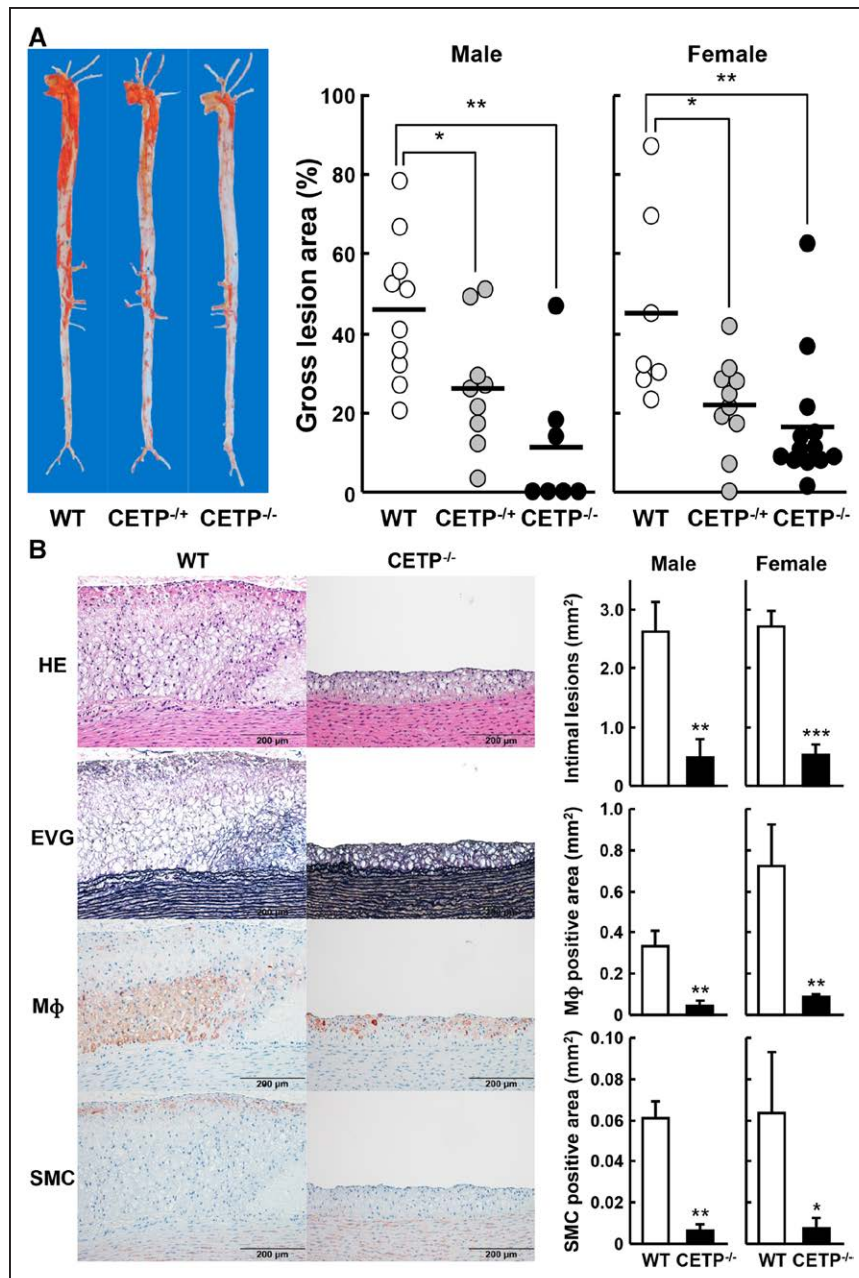 A
Male
Female
Gross lesion area (%)
100
80
60
40
20
0
*
**
*
**
WT
CETP-/+
CETP-/-
WT
CETP-/+
CETP-/-
WT
CETP-/+
CETP-/-
B
WT
CETP-/-
HE
200 µm
200 µm
EVG
200 µm
Mϕ
200 µm
200 µm
SMC
200 µm
200 µm
Male
Female
Intimal lesions (mm²)
3.0
2.0
1.0
0
**
***
Mϕ positive area (mm²)
1.0
0.8
0.6
0.4
0.2
0
**
**
SMC positive area (mm²)
0.10
0.08
0.06
0.04
0.02
0
**
*
WT CETP-/-
WT CETP-/-